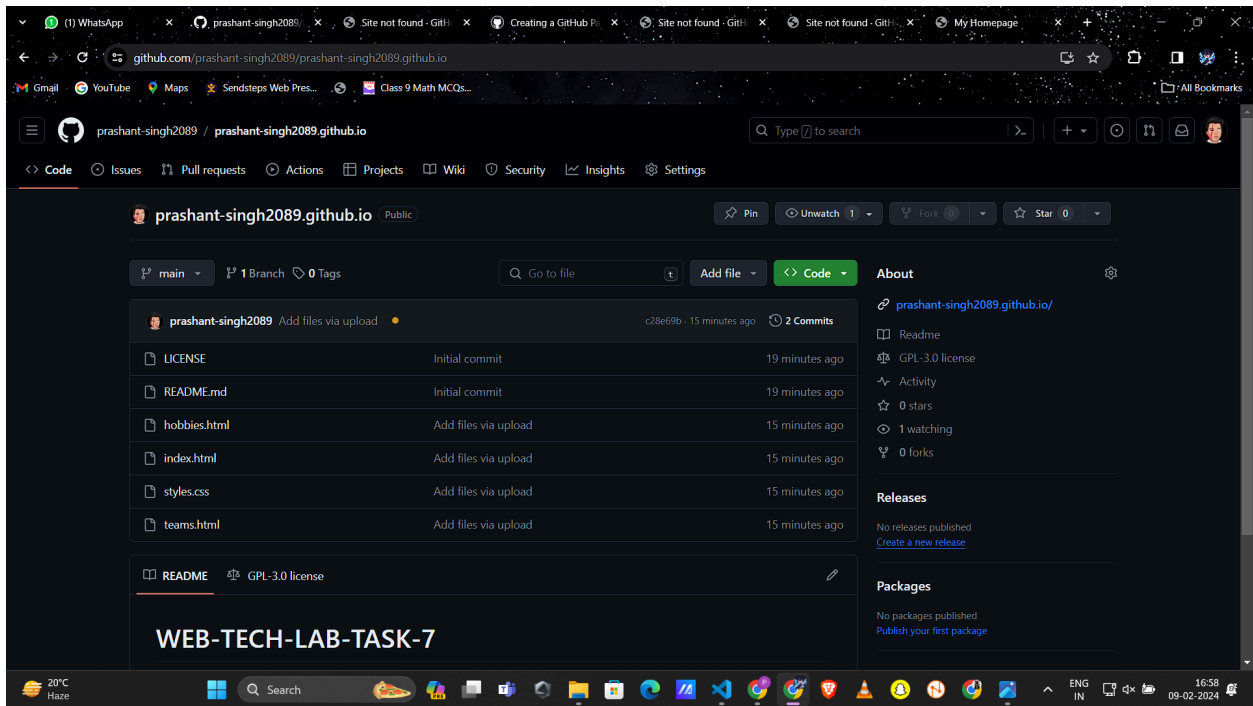 (1) WhatsApp
prashant-singh2089/
Site not found · GitH
Creating a GitHub Pa
Site not found · GitH
Site not found · GitH
My Homepage
github.com/prashant-singh2089/prashant-singh2089.github.io
Gmail YouTube Maps Sendsteps Web Pres... Class 9 Math MCQs... All Bookmarks
prashant-singh2089 / prashant-singh2089.github.io
Type / to search
Code Issues Pull requests Actions Projects Wiki Security Insights Settings
prashant-singh2089.github.io Public
Pin Unwatch 1 Fork 0 Star 0
main 1 Branch 0 Tags Go to file t Add file Code
prashant-singh2089 Add files via upload c28e69b · 15 minutes ago 2 Commits
LICENSE Initial commit 19 minutes ago
README.md Initial commit 19 minutes ago
hobbies.html Add files via upload 15 minutes ago
index.html Add files via upload 15 minutes ago
styles.css Add files via upload 15 minutes ago
teams.html Add files via upload 15 minutes ago
README GPL-3.0 license
WEB-TECH-LAB-TASK-7
About
prashant-singh2089.github.io/
Readme
GPL-3.0 license
Activity
0 stars
1 watching
0 forks
Releases
No releases published
Create a new release
Packages
No packages published
Publish your first package
20°C
Haze
Search
PRE
ENG
IN
16:58
09-02-2024